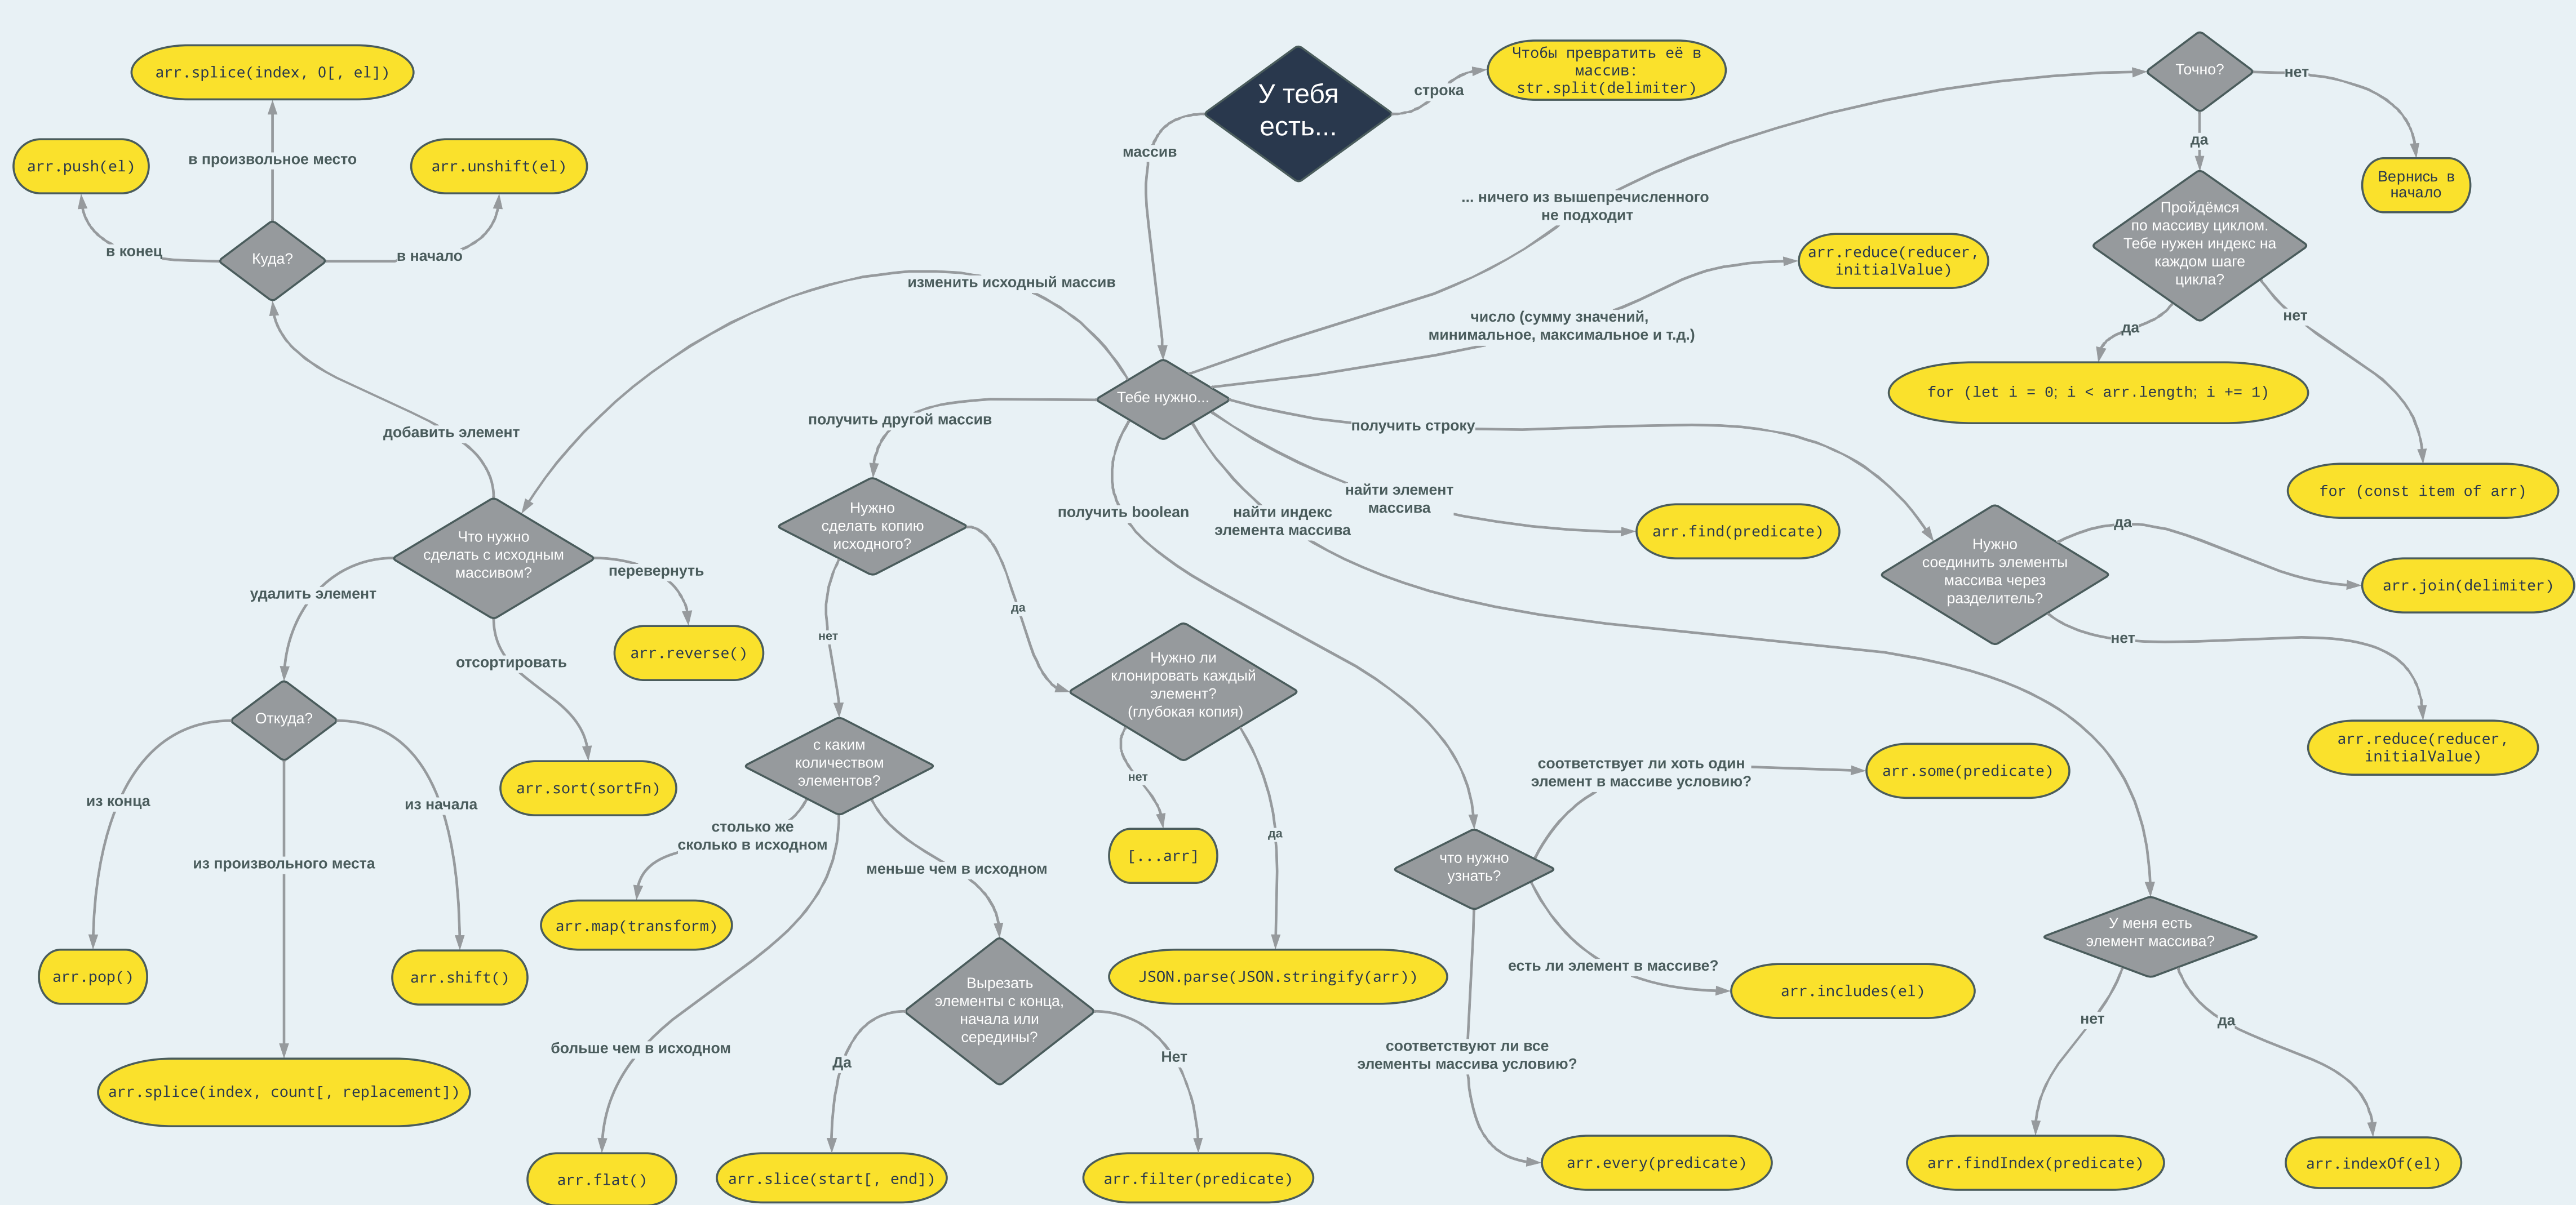 У тебя
есть...
строка
Чтобы превратить её в
массив:
str.split(delimiter)
массив
Тебе нужно...
изменить исходный массив
Что нужно
сделать с исходным
массивом?
добавить элемент
Куда?
в конец
arr.push(el)
в произвольное место
arr.splice(index, 0[, el])
в начало
arr.unshift(el)
удалить элемент
Откуда?
из конца
arr.pop()
из произвольного места
arr.splice(index, count[, replacement])
из начала
arr.shift()
отсортировать
arr.sort(sortFn)
перевернуть
arr.reverse()
получить другой массив
Нужно
сделать копию
исходного?
нет
с каким
количеством
элементов?
столько же
сколько в исходном
arr.map(transform)
больше чем в исходном
arr.flat()
меньше чем в исходном
Вырезать
элементы с конца,
начала или
середины?
Да
arr.slice(start[, end])
Нет
arr.filter(predicate)
да
Нужно ли
клонировать каждый
элемент?
(глубокая копия)
нет
[...arr]
да
JSON.parse(JSON.stringify(arr))
получить boolean
что нужно
узнать?
соответствует ли хоть один
элемент в массиве условию?
arr.some(predicate)
есть ли элемент в массиве?
arr.includes(el)
соответствуют ли все
элементы массива условию?
arr.every(predicate)
найти индекс
элемента массива
У меня есть
элемент массива?
нет
arr.findIndex(predicate)
да
arr.indexOf(el)
найти элемент
массива
arr.find(predicate)
получить строку
Нужно
соединить элементы
массива через
разделитель?
да
arr.join(delimiter)
нет
arr.reduce(reducer,
initialValue)
число (сумму значений,
минимальное, максимальное и т.д.)
arr.reduce(reducer,
initialValue)
... ничего из вышепречисленного
не подходит
Точно?
нет
Вернись в
начало
да
Пройдёмся
по массиву циклом.
Тебе нужен индекс на
каждом шаге
цикла?
да
for (let i = 0; i < arr.length; i += 1)
нет
for (const item of arr)